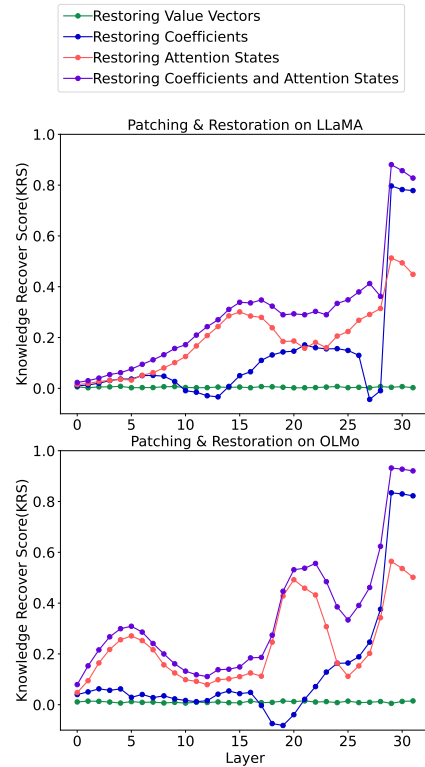 Restoring Value Vectors
Restoring Coefficients
Restoring Attention States
Restoring Coefficients and Attention States
Patching & Restoration on LLaMA
Knowledge Recover Score(KRS)
1.0
0.8
0.6
0.4
0.2
0.0
0 5 10 15 20 25 30
Patching & Restoration on OLMo
Knowledge Recover Score(KRS)
1.0
0.8
0.6
0.4
0.2
0.0
0 5 10 15 20 25 30
Layer